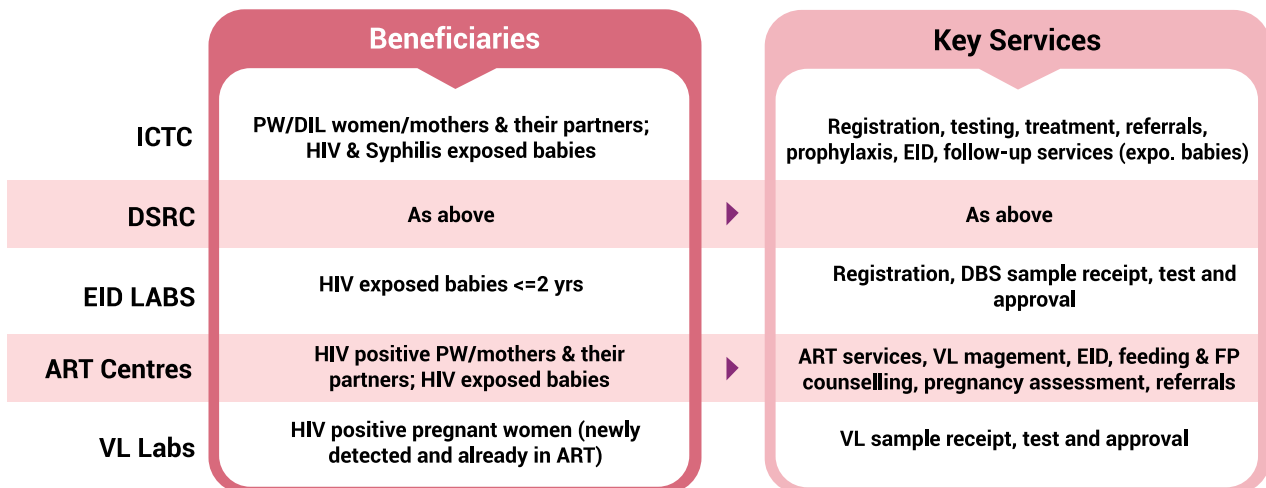 Beneficiaries
Key Services
ICTC
PW/DIL women/mothers & their partners;
HIV & Syphilis exposed babies
Registration, testing, treatment, referrals,
prophylaxis, EID, follow-up services (expo. babies)
DSRC
As above
As above
EID LABS
HIV exposed babies <=2 yrs
Registration, DBS sample receipt, test and
approval
ART Centres
HIV positive PW/mothers & their
partners; HIV exposed babies
ART services, VL magement, EID, feeding & FP
counselling, pregnancy assessment, referrals
VL Labs
HIV positive pregnant women (newly
detected and already in ART)
VL sample receipt, test and approval